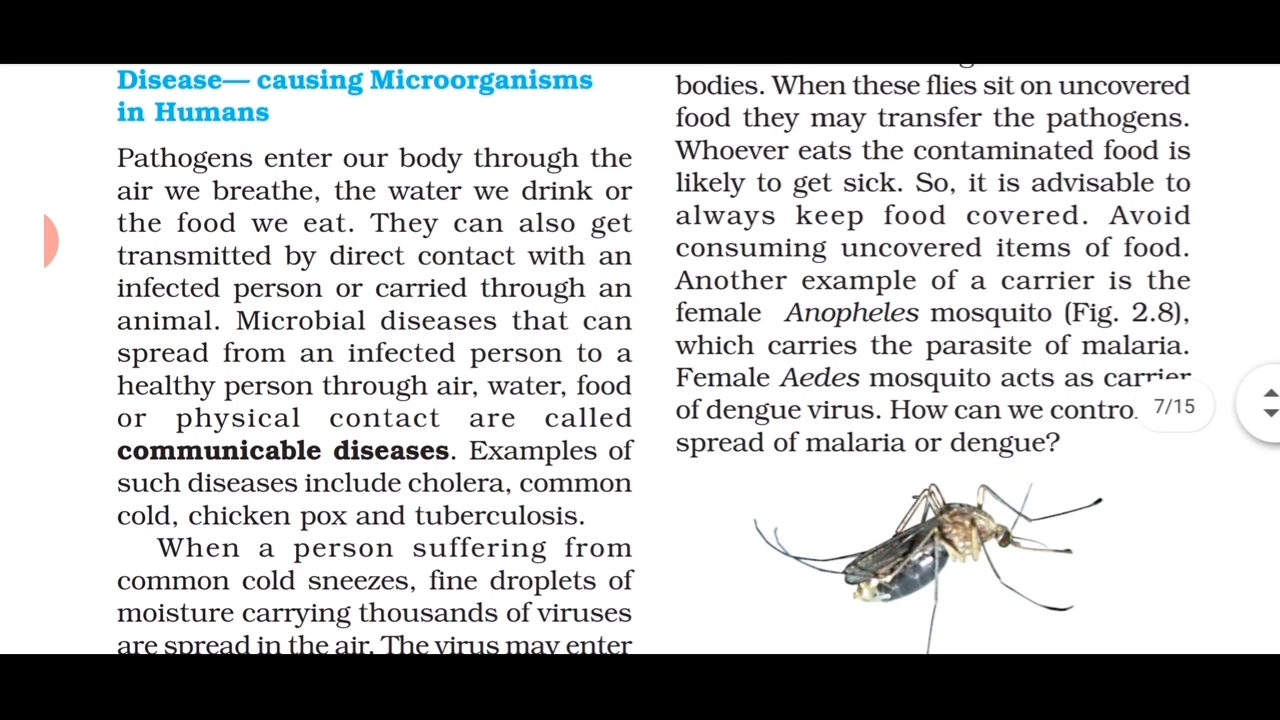 Disease— causing Microorganisms
in Humans
Pathogens enter our body through the
air we breathe, the water we drink or
the food we eat. They can also get
transmitted by direct contact with an
infected person or carried through an
animal. Microbial diseases that can
spread from an infected person to a
healthy person through air, water, food
or physical contact are called
communicable diseases. Examples of
such diseases include cholera, common
cold, chicken pox and tuberculosis.
When a person suffering from
common cold sneezes, fine droplets of
moisture carrying thousands of viruses
are spread in the air. The virus may enter
bodies. When these flies sit on uncovered
food they may transfer the pathogens.
Whoever eats the contaminated food is
likely to get sick. So, it is advisable to
always keep food covered. Avoid
consuming uncovered items of food.
Another example of a carrier is the
female Anopheles mosquito (Fig. 2.8),
which carries the parasite of malaria.
Female Aedes mosquito acts as carrier
of dengue virus. How can we contro
spread of malaria or dengue?
7/15